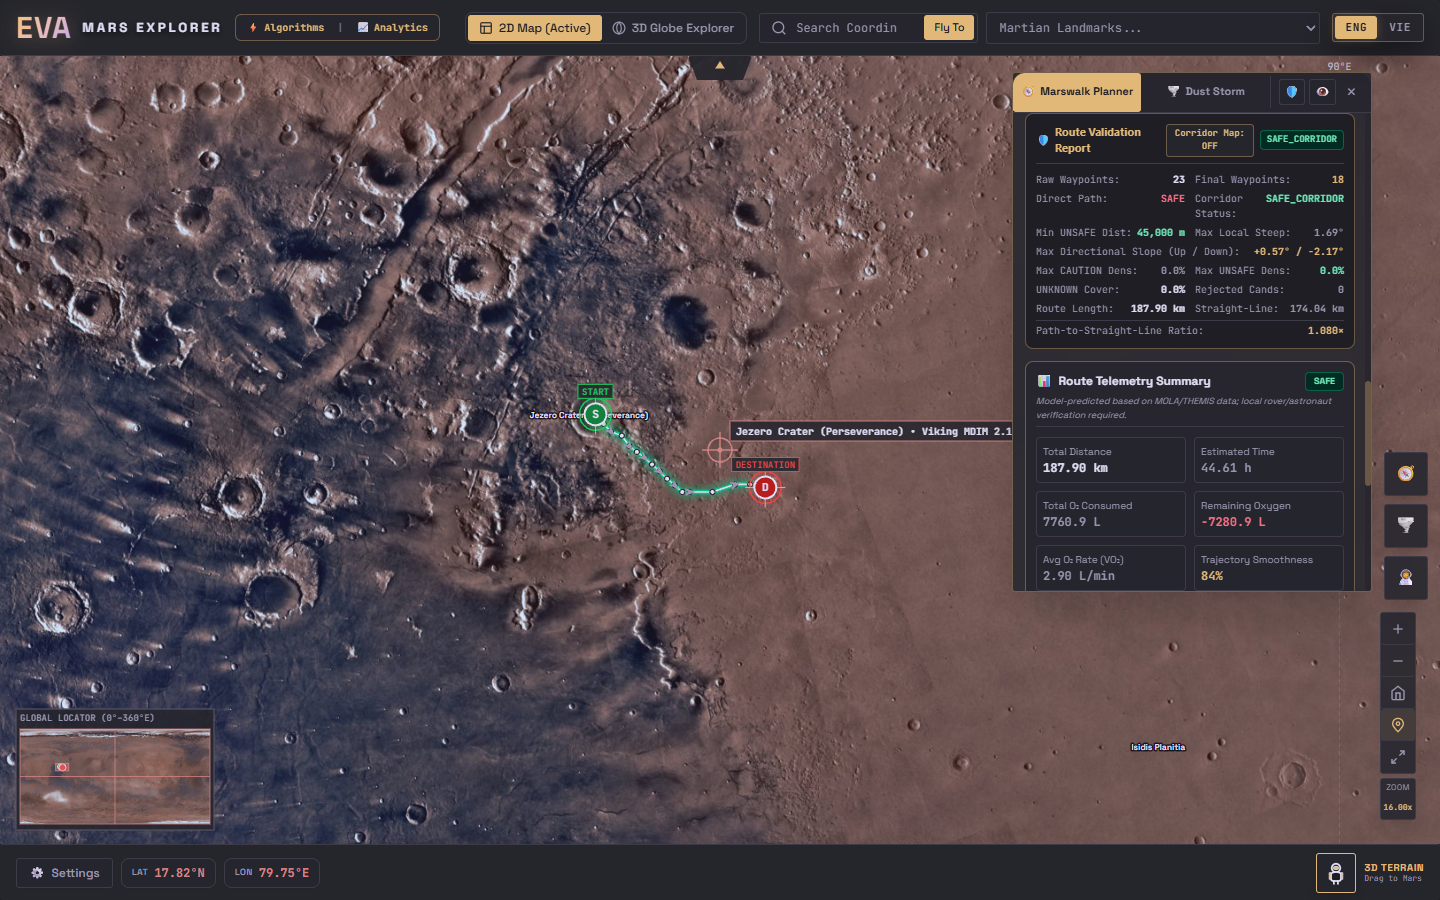 EVA MARS EXPLORER
Algorithms | Analytics
2D Map (Active)
3D Globe Explorer
Search Coordin
Fly To
Martian Landmarks...
ENG VIE
90°E
Marswalk Planner
Dust Storm
Route Validation
Report
Corridor Map:
OFF
SAFE_CORRIDOR
Raw Waypoints: 23 Final Waypoints: 18
Direct Path: SAFE Corridor SAFE_CORRIDOR
Status:
Min UNSAFE Dist: 45,000 m Max Local Steep: 1.69°
Max Directional Slope (Up / Down): +0.57° / -2.17°
Max CAUTION Dens: 0.0% Max UNSAFE Dens: 0.0%
UNKNOWN Cover: 0.0% Rejected Cands: 0
Route Length: 187.90 km Straight-Line: 174.04 km
Path-to-Straight-Line Ratio: 1.080×
Route Telemetry Summary SAFE
Model-predicted based on MOLA/THEMIS data; local rover/astronaut
verification required.
Total Distance
187.90 km
Estimated Time
44.61 h
Total O₂ Consumed
7760.9 L
Remaining Oxygen
-7280.9 L
Avg O₂ Rate (VO₂)
2.90 L/min
Trajectory Smoothness
84%
START
S
Jezero Crater verance)
Jezero Crater (Perseverance) • Viking MDIM 2.1
DESTINATION
D
Isidis Planitia
GLOBAL LOCATOR (0°-360°E)
ZOOM
16.00x
Settings
LAT 17.82°N
LON 79.75°E
3D TERRAIN
Drag to Mars